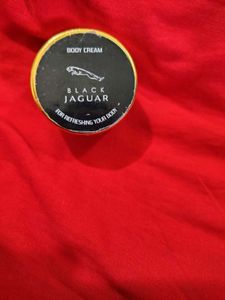 BODY CREAM
BLACK
JAGUAR
FOR REFRESHING YOUR BODY